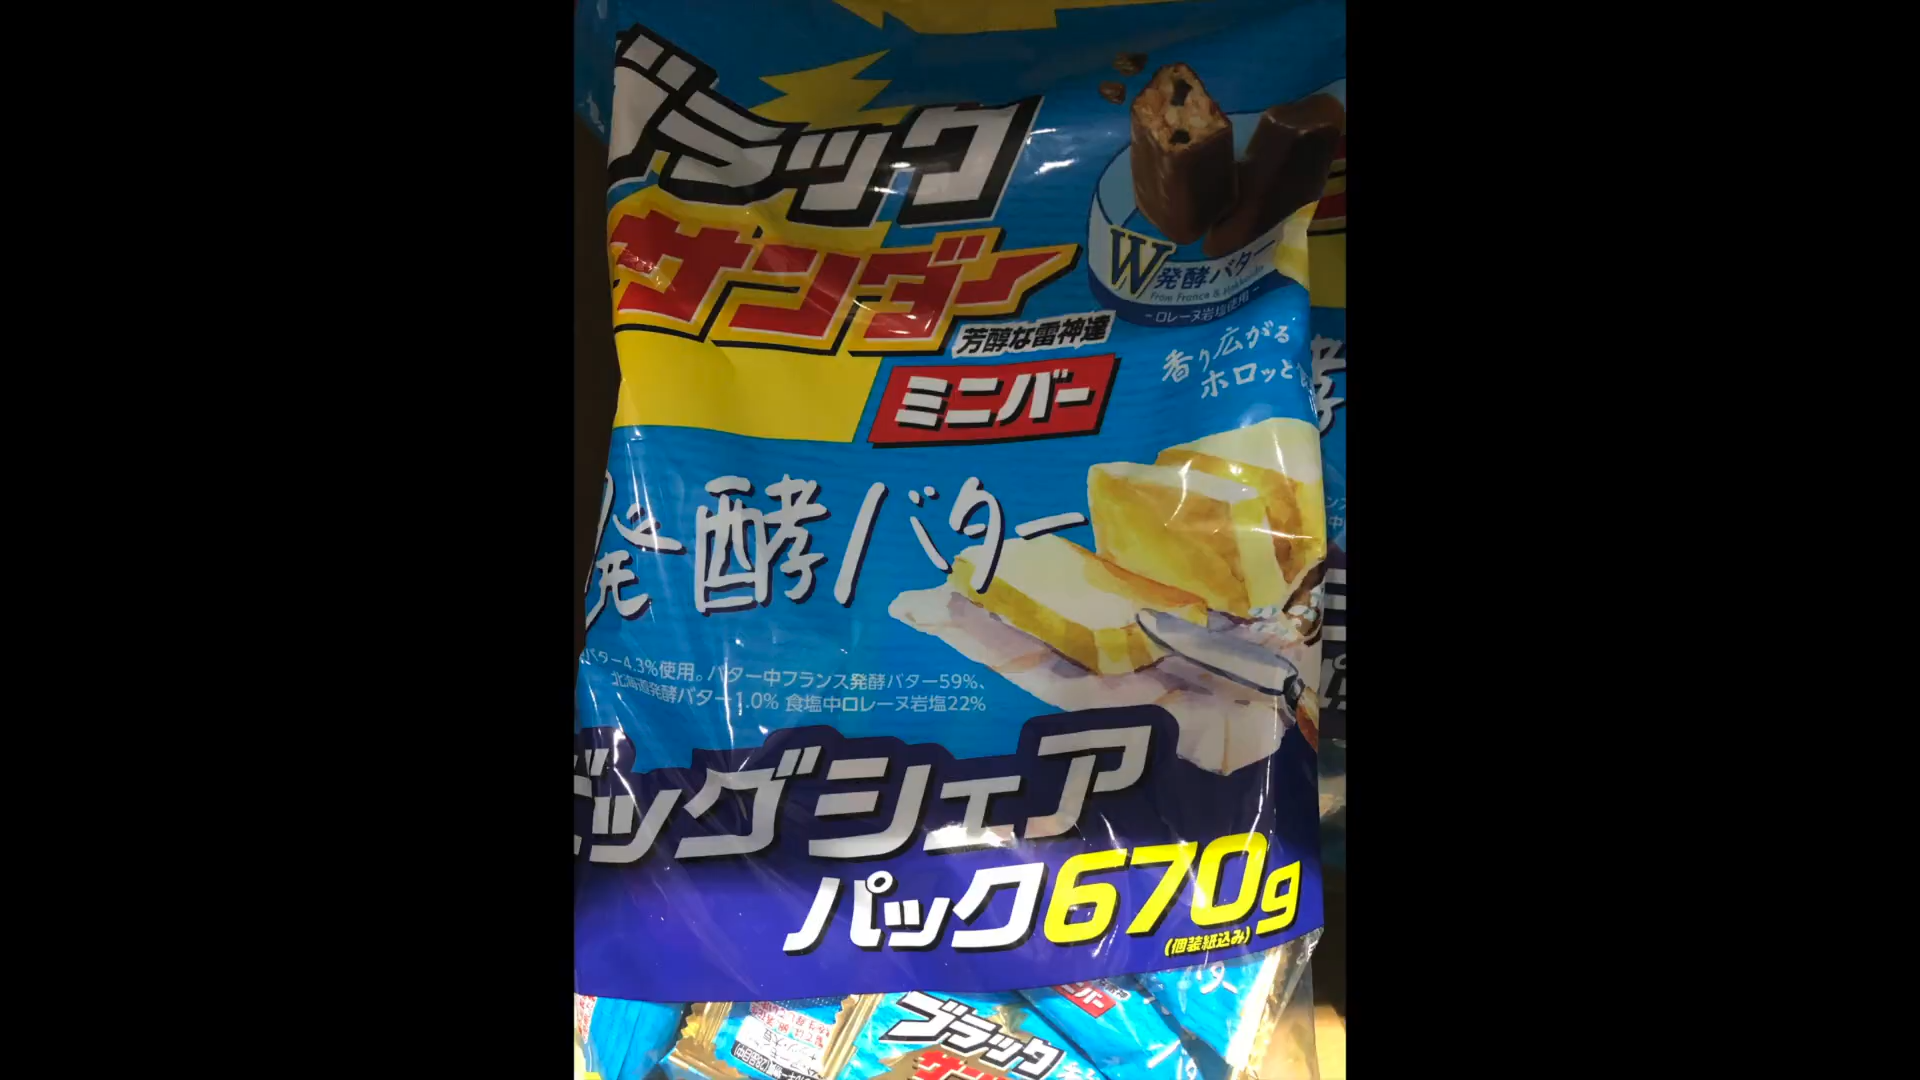 ブラック
サンダー
芳醇な雷神達
ミニバー
W発酵バター
From France & Hokkaido
-ロレーヌ岩塩使用-
香り広がる
ホロッと
発酵バター
バター4.3%使用。バター中フランス発酵バター59%、
北海道発酵バター1.0% 食塩中ロレーヌ岩塩22%
ビッグシェア
パック670g
(個装紙込み)
ミニバー
ブラック